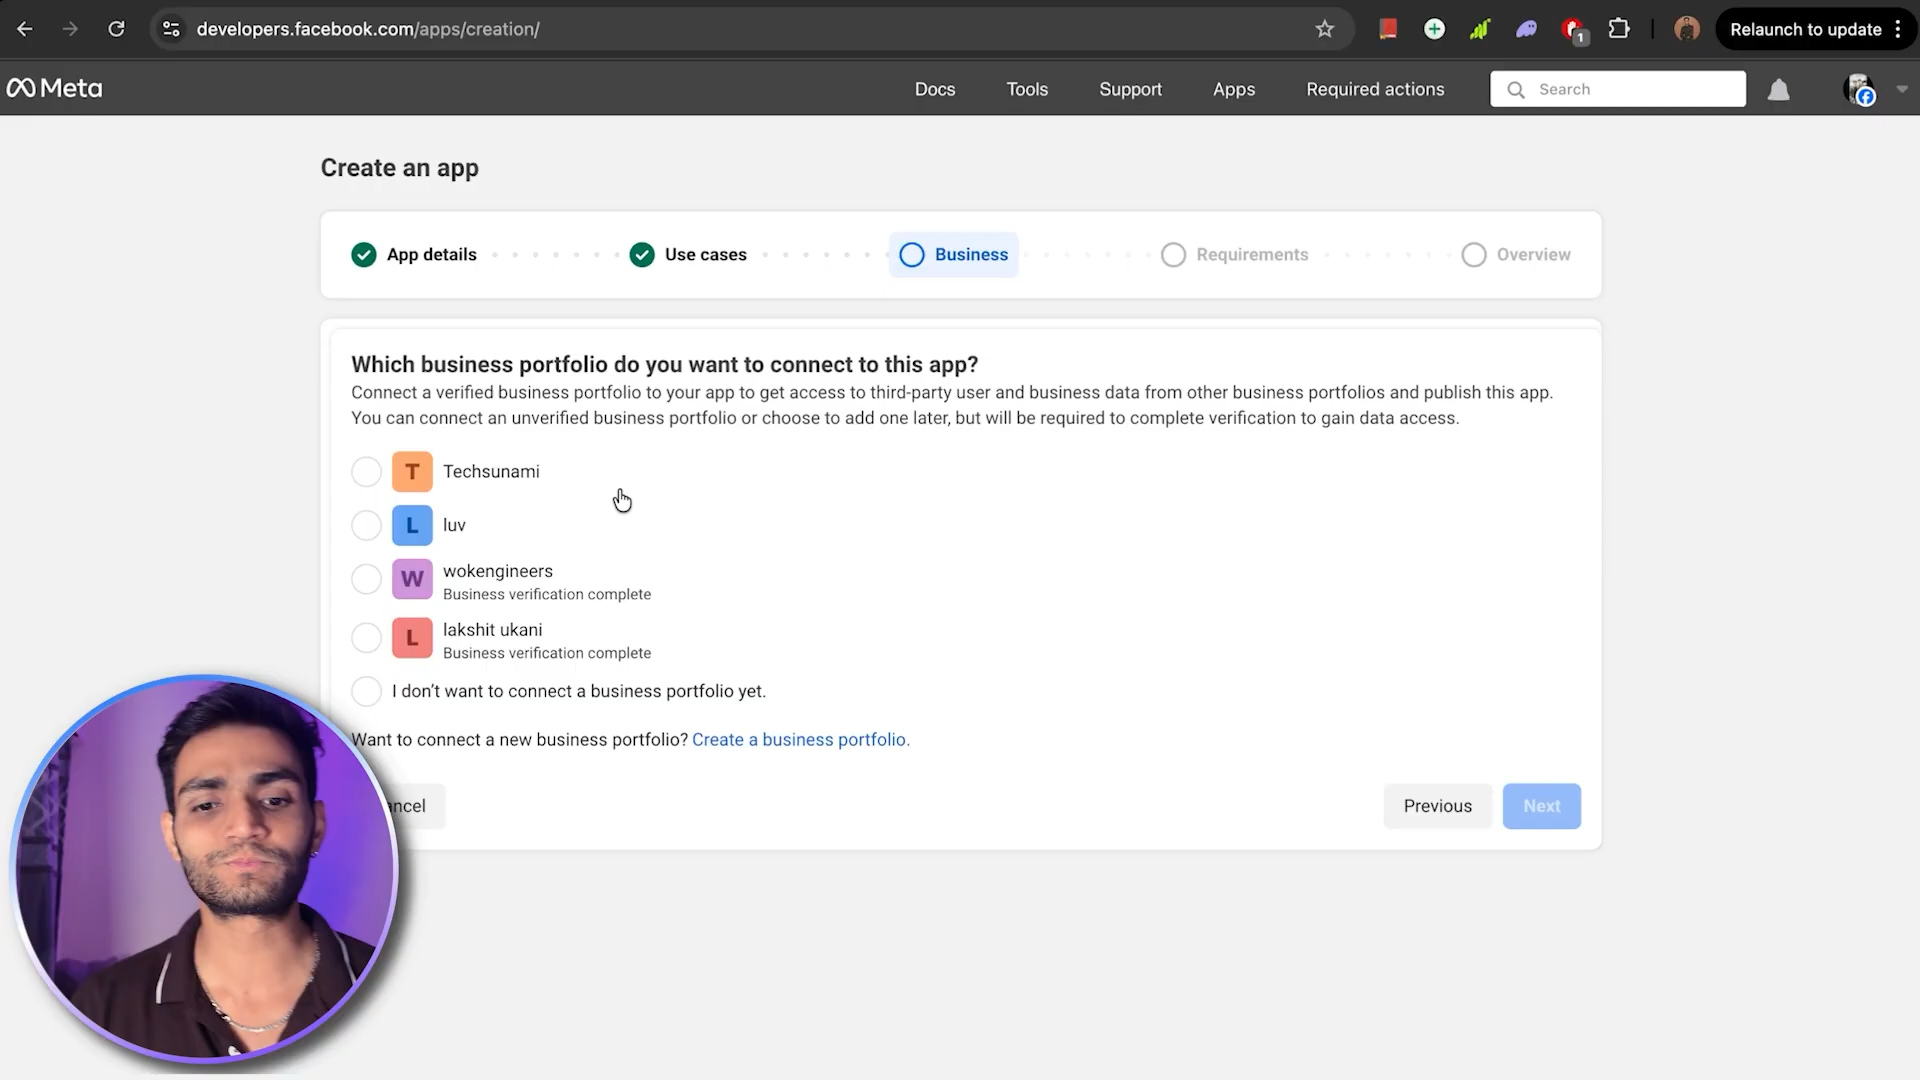 developers.facebook.com/apps/creation/
1
Relaunch to update
Meta
Docs
Tools
Support
Apps
Required actions
Search
Create an app
App details
Use cases
Business
Requirements
Overview
Which business portfolio do you want to connect to this app?
Connect a verified business portfolio to your app to get access to third-party user and business data from other business portfolios and publish this app.
You can connect an unverified business portfolio or choose to add one later, but will be required to complete verification to gain data access.
T Techsunami
L luv
W wokengineers
Business verification complete
L lakshit ukani
Business verification complete
I don't want to connect a business portfolio yet.
Want to connect a new business portfolio? Create a business portfolio.
ancel
Previous
Next